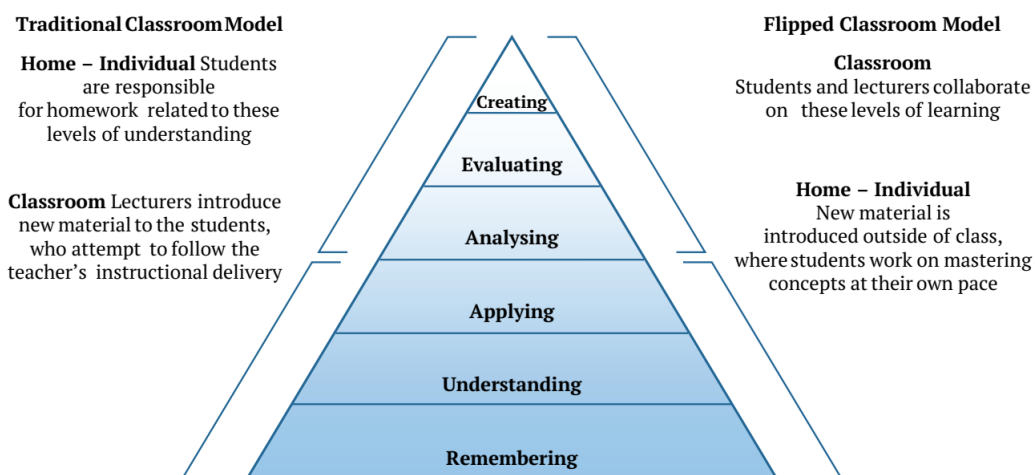 Traditional Classroom Model
Home – Individual Students
are responsible
for homework related to these
levels of understanding
Classroom Lecturers introduce
new material to the students,
who attempt to follow the
teacher's instructional delivery
Creating
Evaluating
Analysing
Applying
Understanding
Remembering
Flipped Classroom Model
Classroom
Students and lecturers collaborate
on these levels of learning
Home – Individual
New material is
introduced outside of class,
where students work on mastering
concepts at their own pace